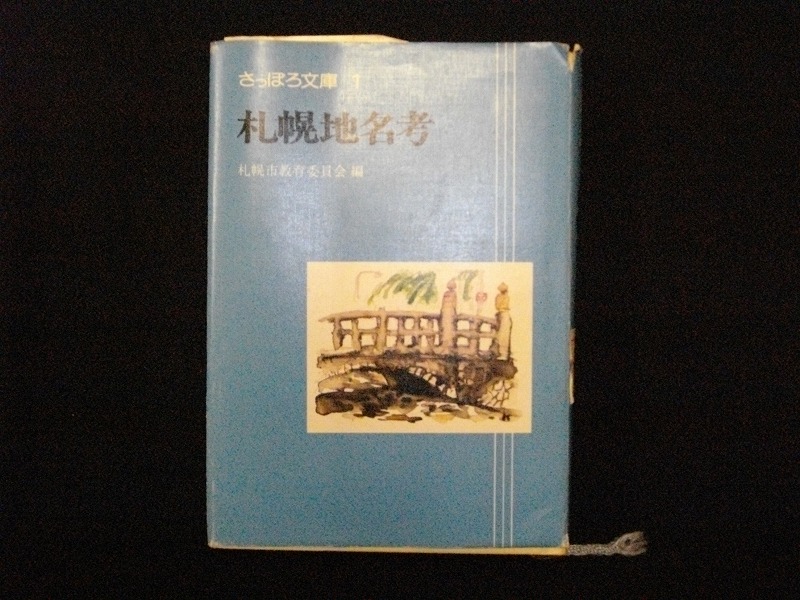 さっぽろ文庫 1
札幌地名考
札幌市教育委員会 編